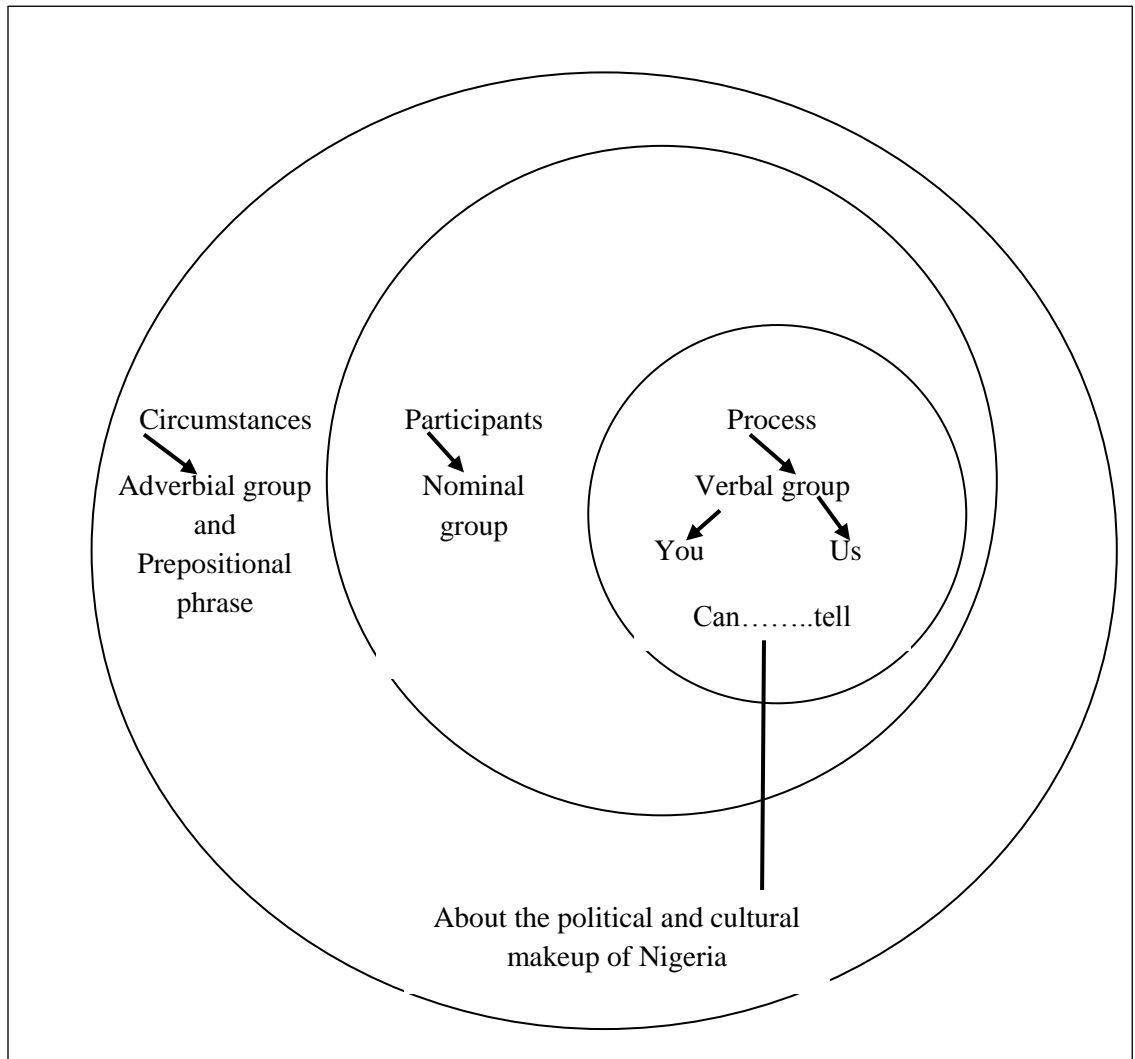 Circumstances
Adverbial group
and
Prepositional
phrase
Participants
Nominal
group
Process
Verbal group
You Us
Can……..tell
About the political and cultural
makeup of Nigeria